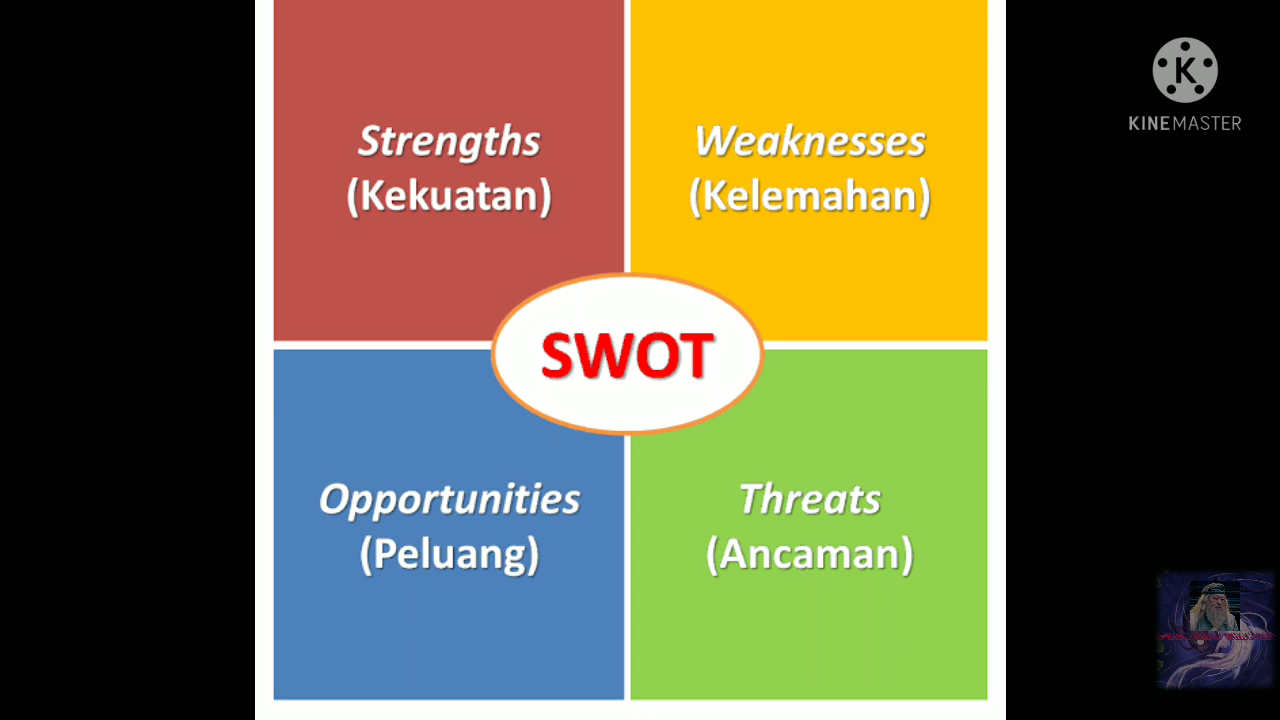 Strengths
(Kekuatan)
Weaknesses
(Kelemahan)
SWOT
Opportunities
(Peluang)
Threats
(Ancaman)
K
KINEMASTER